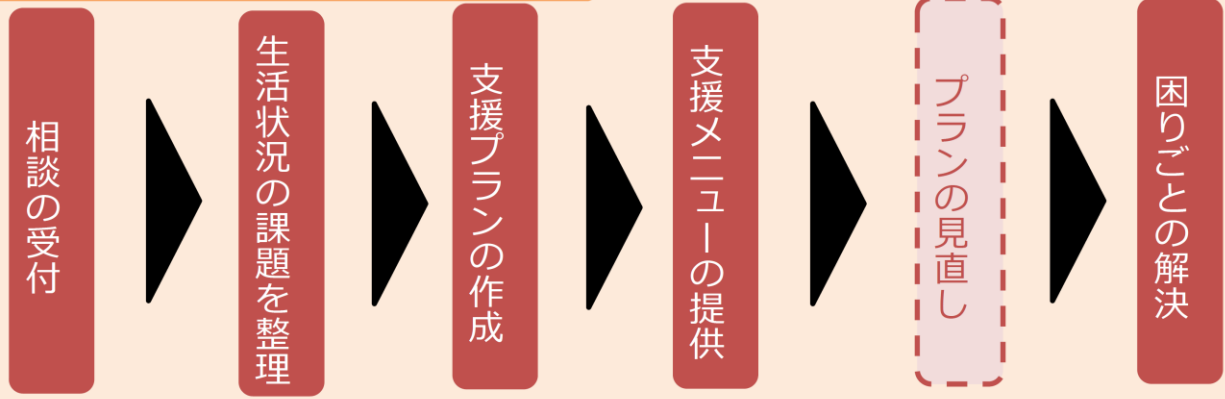 相談の受付
生活状況の課題を整理
支援プランの作成
支援メニューの提供
プランの見直し
困りごとの解決